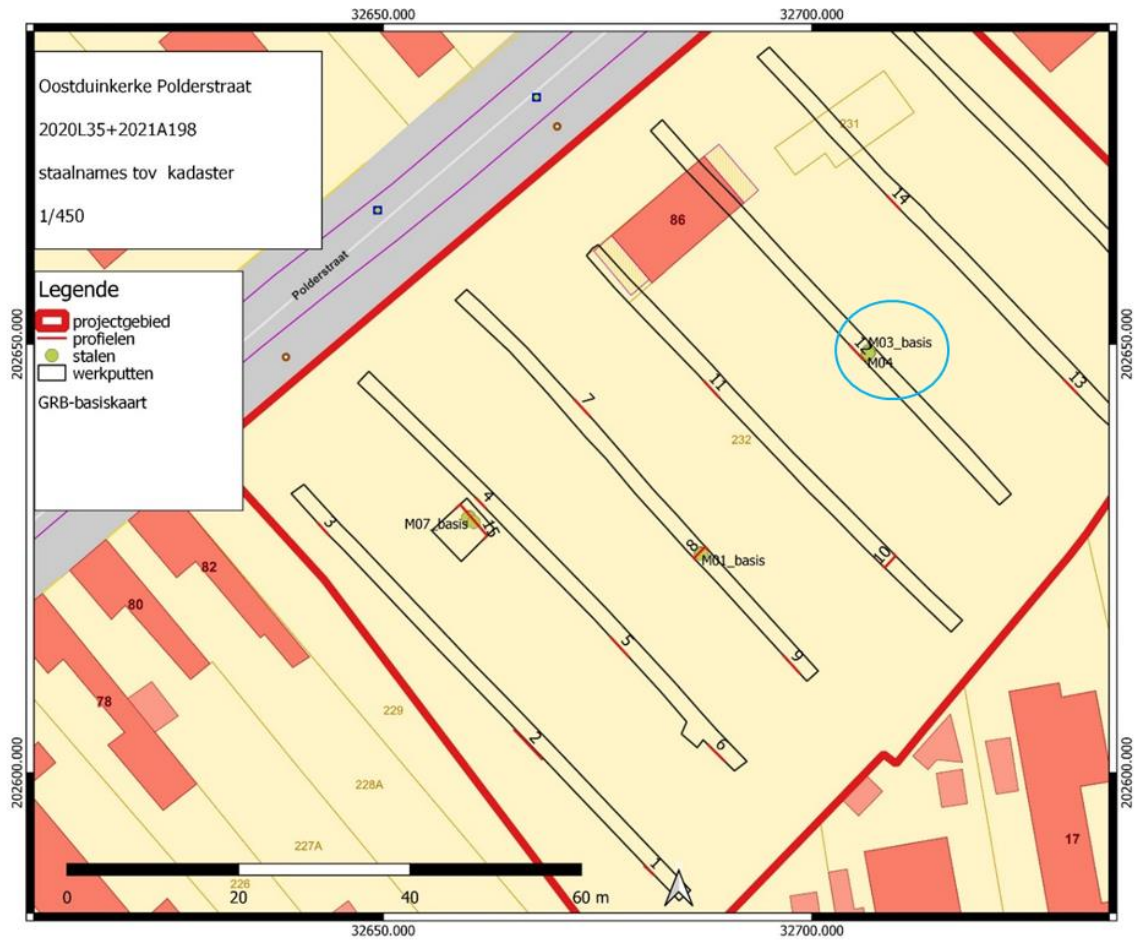 32650.000
32700.000
Oostduinkerke Polderstraat
2020L35+2021A198
staalnames tov kadaster
1/450
Legende
projectgebied
profielen
stalen
werkputten
GRB-basiskaart
Polderstraat
231
14
86
202650.000
M03_basis
12
M04
202650.000
13
11
7
232
4
3
M07_basis
15
8
M01_basis
10
82
80
5
9
78
229
6
2
228A
202600.000
202600.000
17
227A
1
226
0
20
40
60 m
32650.000
32700.000